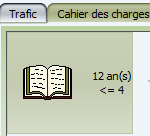 Trafic Cahier des charges
12 an(s)
<= 4